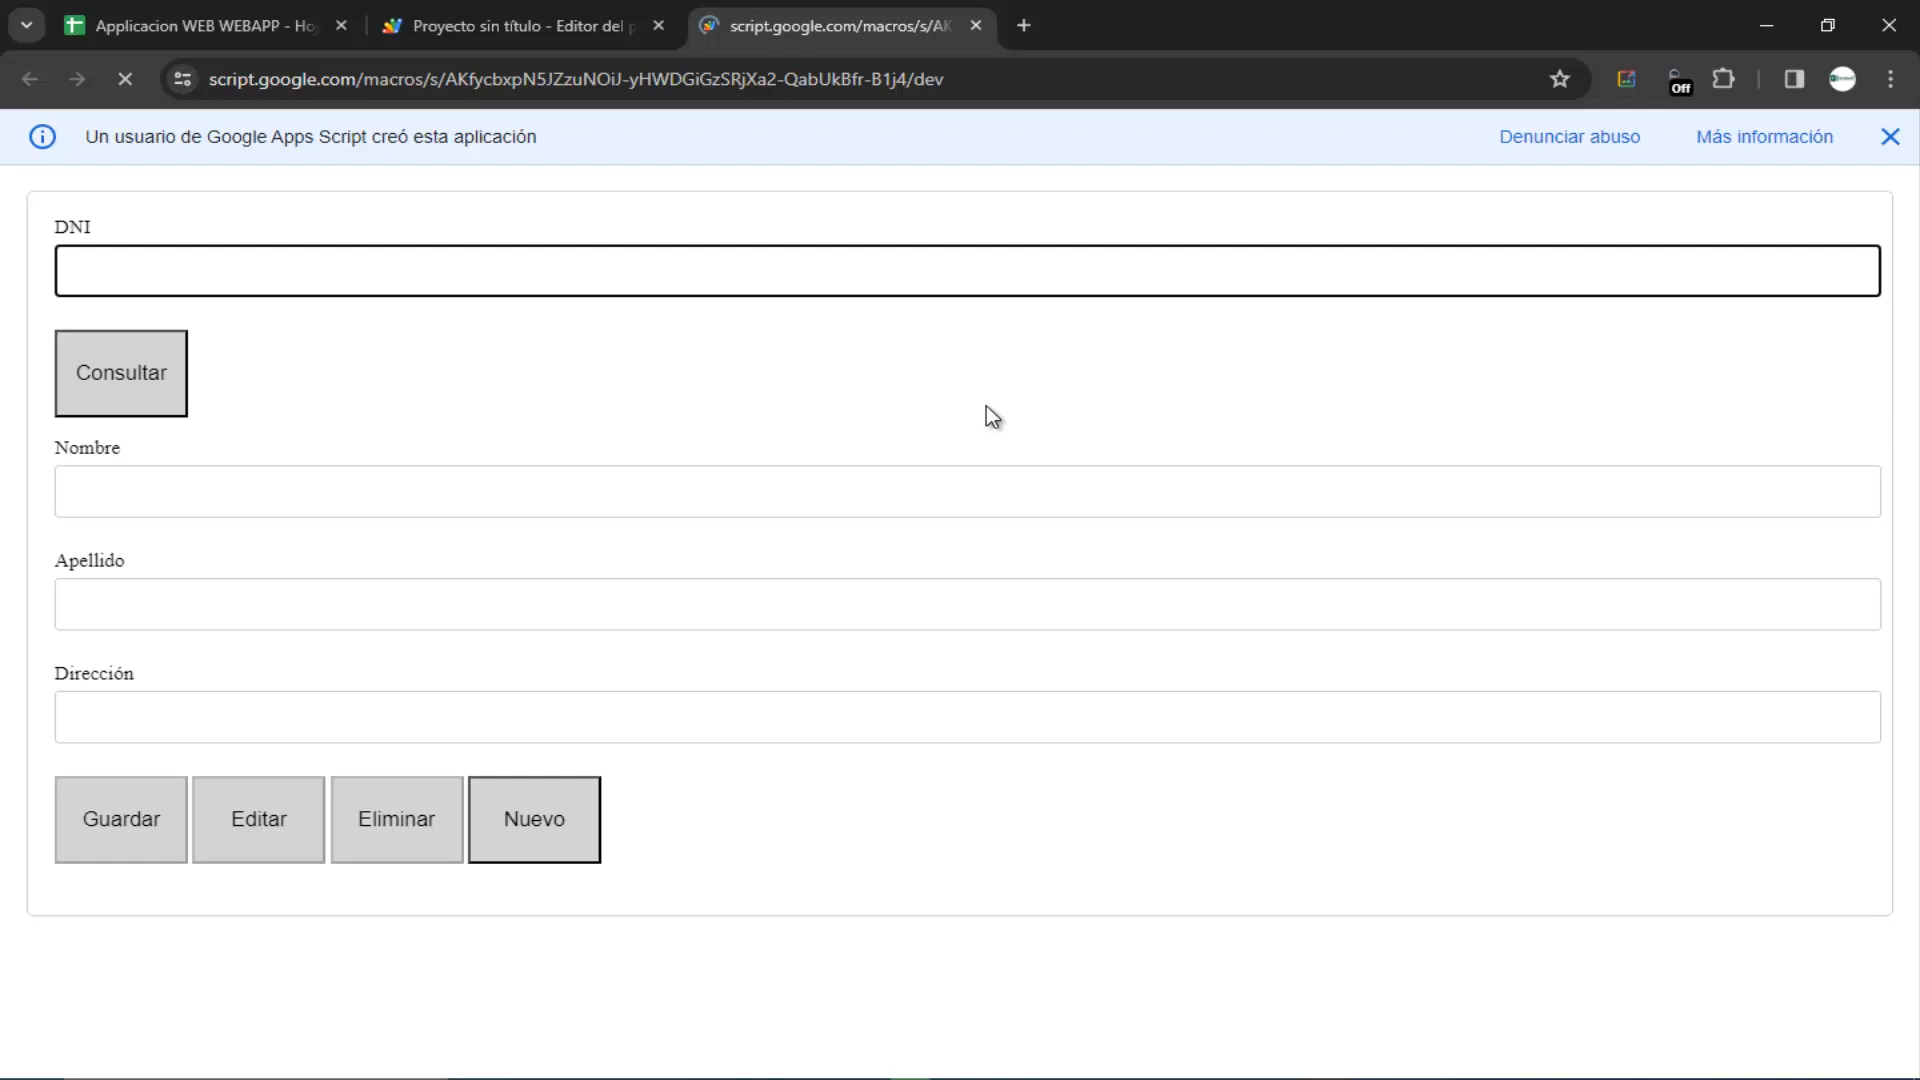 Applicacion WEB WEBAPP - Ho
Proyecto sin título - Editor del p
script.google.com/macros/s/AK
script.google.com/macros/s/AKfycbxpN5JZzuNOiJ-yHWDGiGzSRjXa2-QabUkBfr-B1j4/dev
Off
Un usuario de Google Apps Script creó esta aplicación
Denunciar abuso
Más información
DNI
Consultar
Nombre
Apellido
Dirección
Guardar
Editar
Eliminar
Nuevo